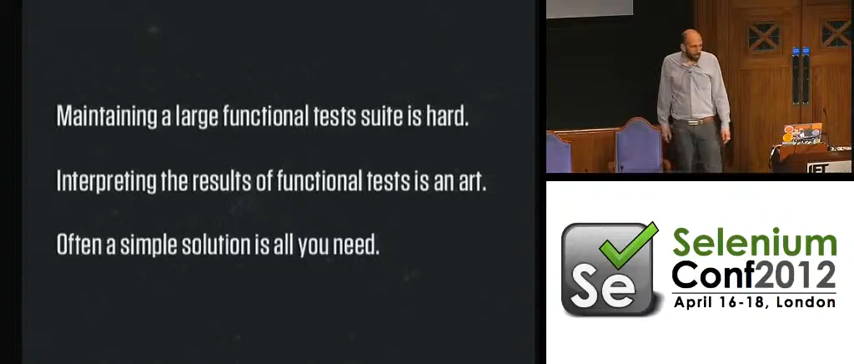 Maintaining a large functional tests suite is hard.
Interpreting the results of functional tests is an art.
Often a simple solution is all you need.
IET
Se
Selenium
Conf2012
April 16-18, London